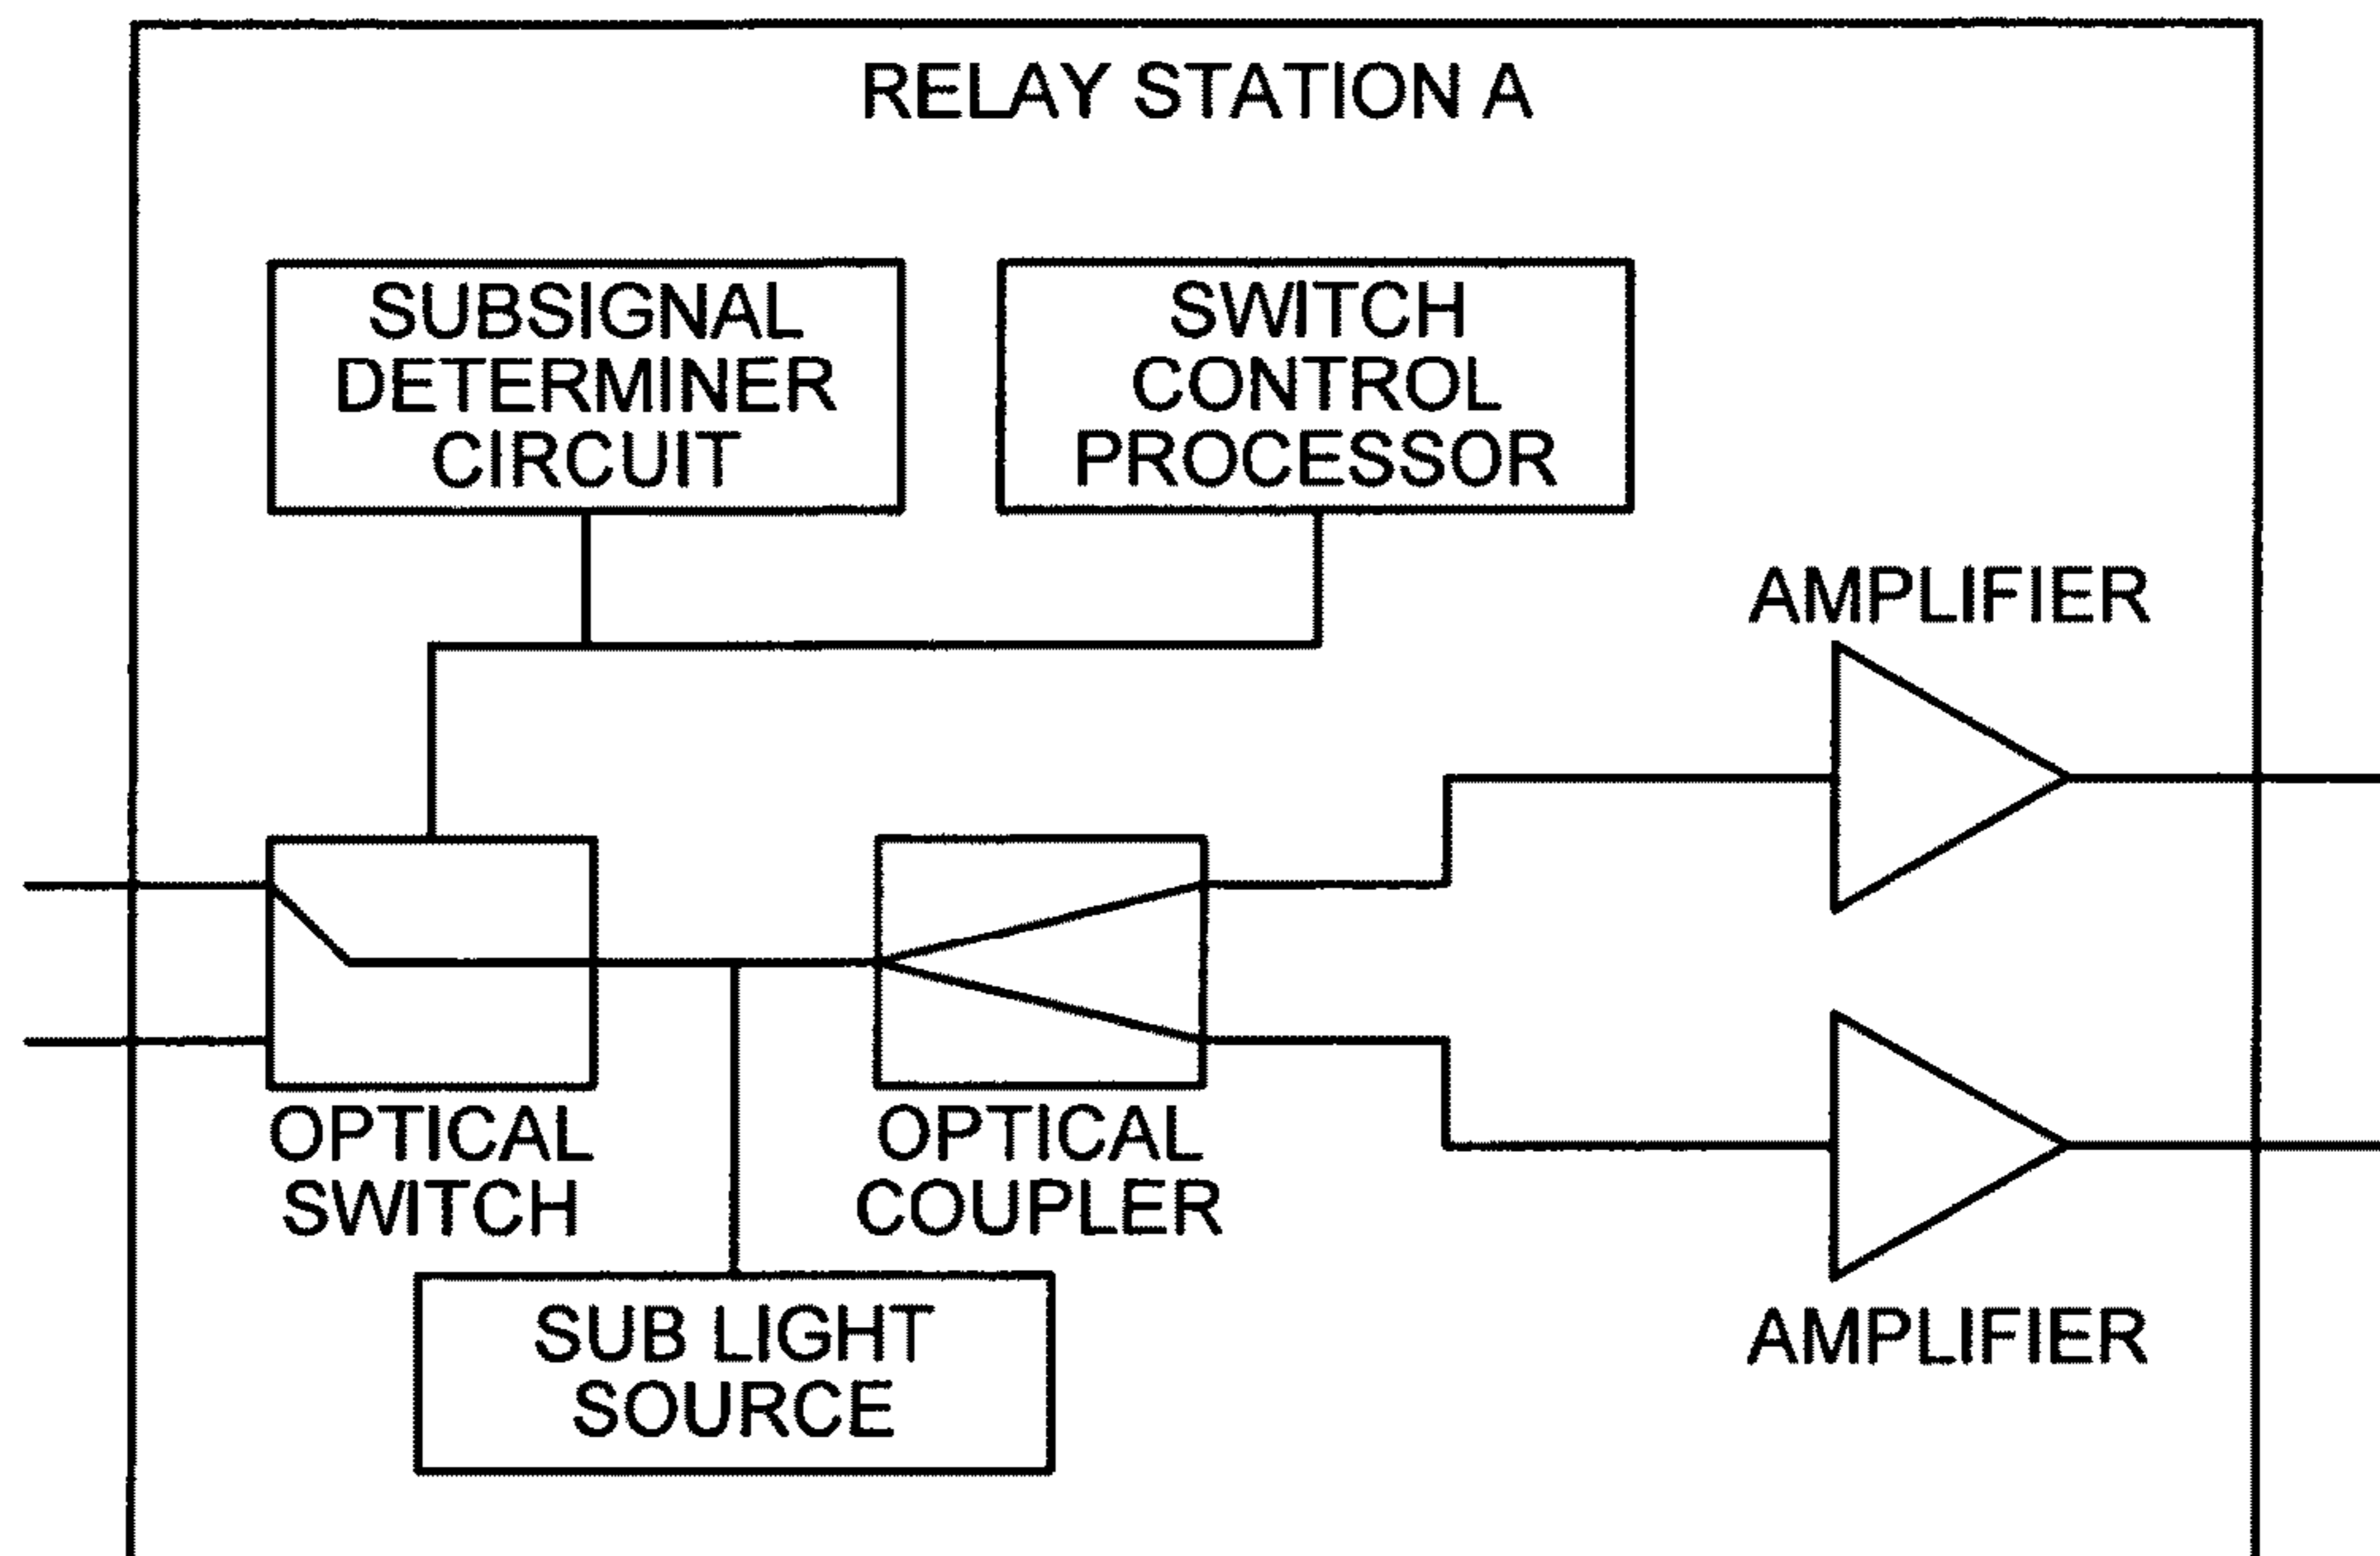 RELAY STATION A
SUBSIGNAL
DETERMINER
CIRCUIT
SWITCH
CONTROL
PROCESSOR
AMPLIFIER
OPTICAL
SWITCH
OPTICAL
COUPLER
SUB LIGHT
SOURCE
AMPLIFIER